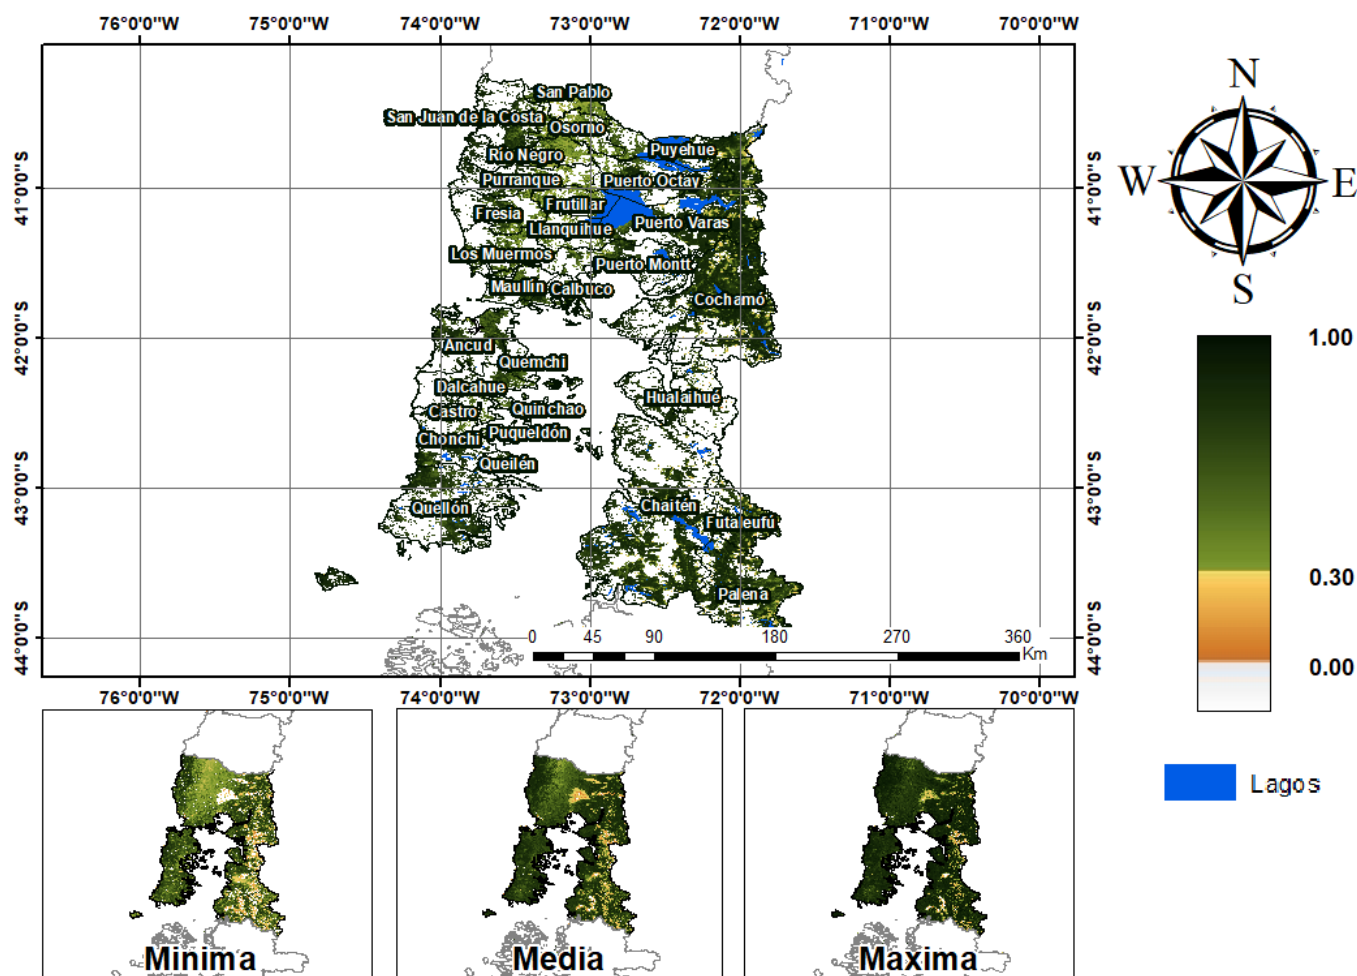 76°0'0"W 75°0'0"W 74°0'0"W 73°0'0"W 72°0'0"W 71°0'0"W 70°0'0"W
N
W E
S
41°0'0"S 41°0'0"S
42°0'0"S 42°0'0"S
43°0'0"S 43°0'0"S
44°0'0"S 44°0'0"S
San Pablo
San Juan de la Costa
Osorno
Puyehue
Rio Negro
Purranque
Puerto Octay
Frutillar
Fresia
Puerto Varas
Llanquihue
Los Muermos
Puerto Montt
Maullín
Calbuco
Cochamó
Ancud
Quemchi
Dalcahue
Hualaihué
Castro
Quinchao
Chonchi
Puqueldón
Queilén
Quellón
Chaitén
Futaleufú
Palena
0 45 90 180 270 360
Km
76°0'0"W 75°0'0"W 74°0'0"W 73°0'0"W 72°0'0"W 71°0'0"W 70°0'0"W
1.00
0.30
0.00
Lagos
Minima
Media
Maxima